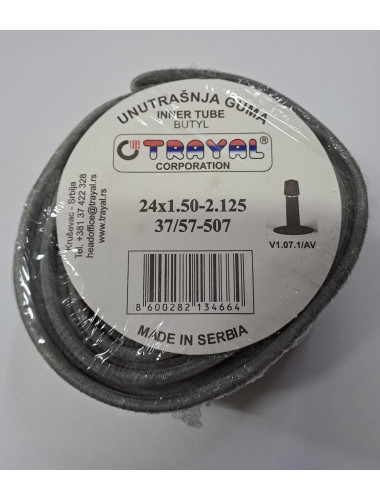 UNUTRAŠNJA GUMA
INNER TUBE
BUTYL
TRAYAL®
CORPORATION
Kruševac - Srbija
Tel. +381 37 422 328
headoffice@trayal.rs
www.trayal.rs
24x1.50-2.125
37/57-507
V1.07.1/AV
8 600282 134664
MADE IN SERBIA